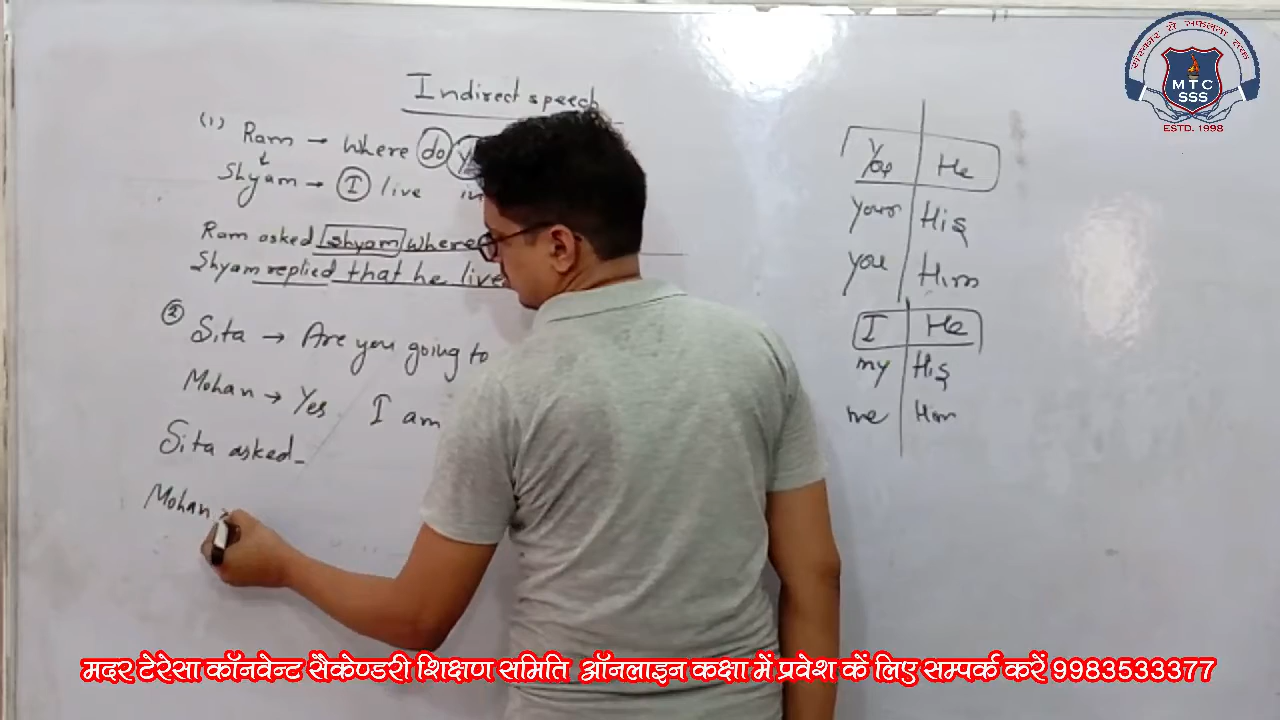 Indirect speech
(1) Ram → Where do
Shyam → I live in
Ram asked Shyam where
Shyam replied that he live
② Sita → Are you going to
Mohan → Yes I am
Sita asked
Mohan
You He
your His
you Him
I He
my His
me Him
संस्कार से सफलता तक
MTC
SSS
ESTD. 1998
मदर टेरेसा कॉनवेन्ट सैकेण्डरी शिक्षण समिति ऑनलाइन कक्षा में प्रवेश कें लिए सम्पर्क करें 9983533377